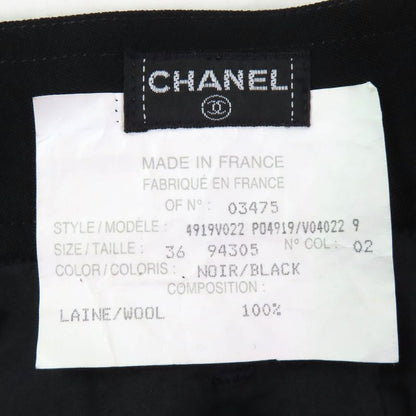 CHANEL
MADE IN FRANCE
FABRIQUÉ EN FRANCE
OF N° : 03475
STYLE/MODÈLE : 4919V022 P04919/V04022 9
SIZE/TAILLE : 36 94305 N° COL : 02
COLOR/COLORIS : NOIR/BLACK
COMPOSITION :
LAINE/WOOL 100%